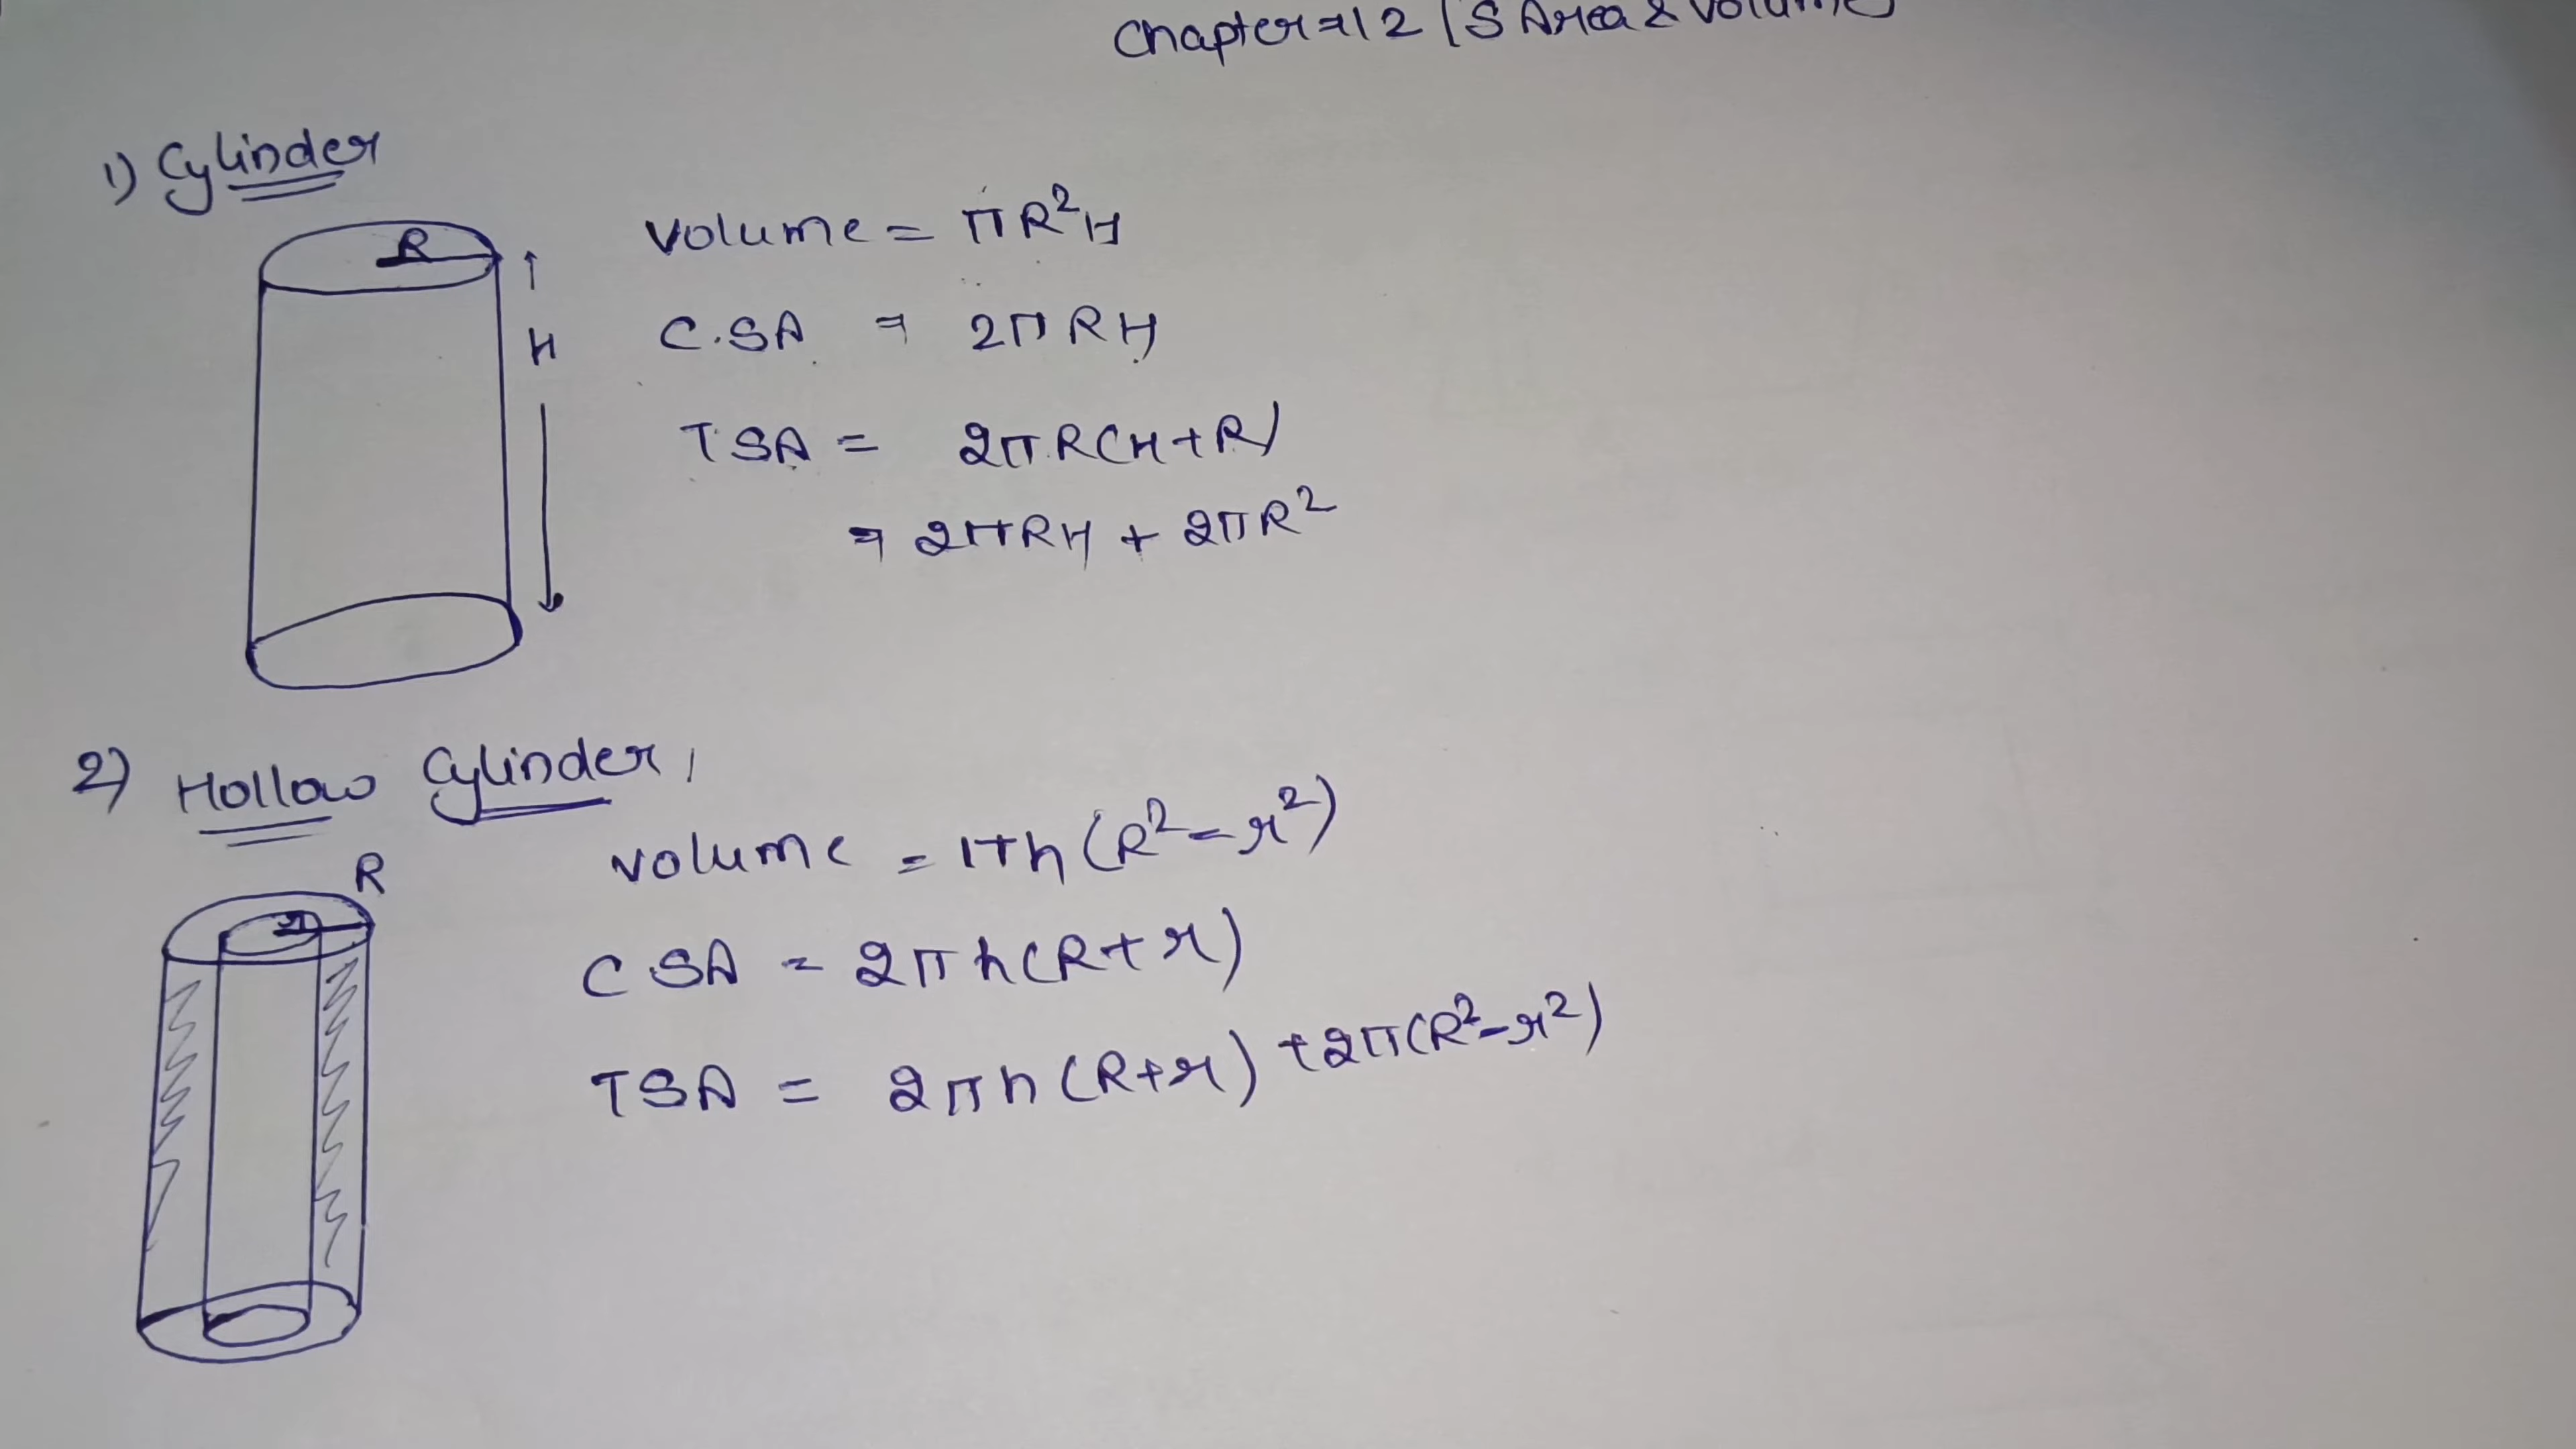 Chapter = 12 (S Area & Volume
1) Cylinder
R
H
Volume = πR²H
C.SA = 2πRH
TSA = 2πR(H+R)
= 2πRH + 2πR²
2) Hollow Cylinder
R
r
Volume = πh(R²-r²)
CSA = 2πh(R+r)
TSA = 2πh(R+r) + 2π(R²-r²)